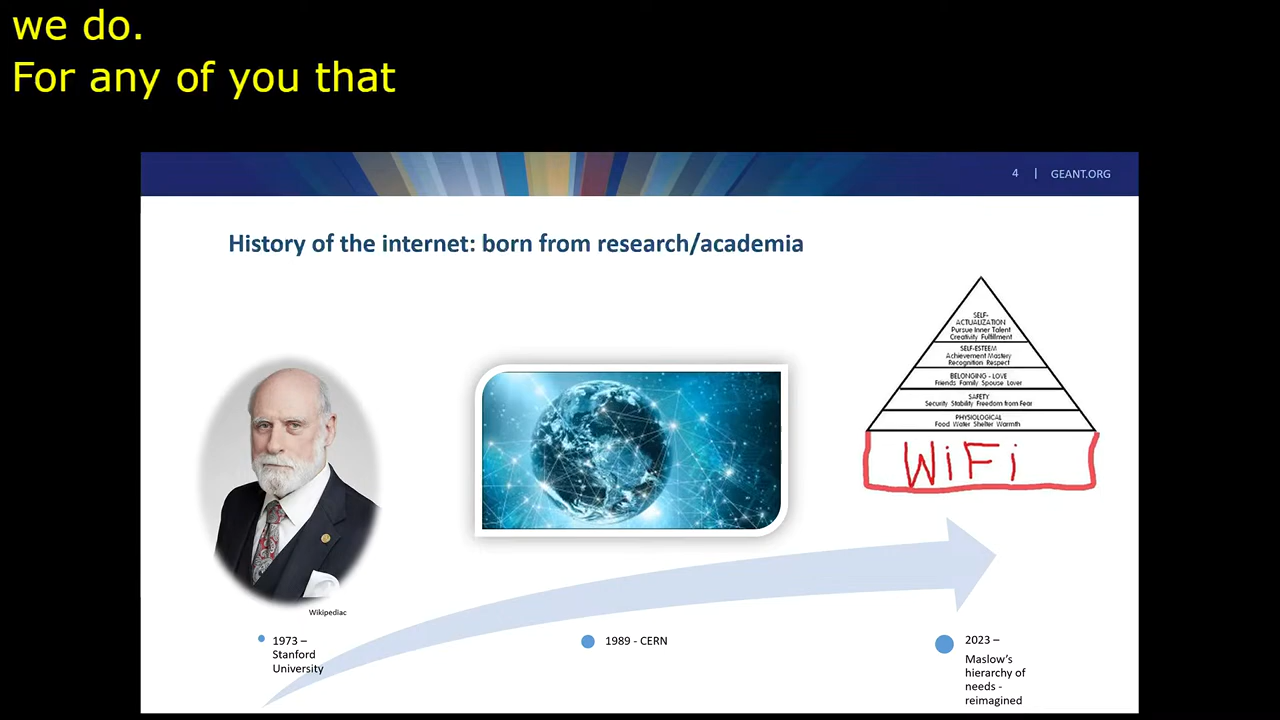 we do.
For any of you that
4 | GEANT.ORG
History of the internet: born from research/academia
SELF-
ACTUALIZATION
Pursue Inner Talent
Creativity Fulfillment
SELF-ESTEEM
Achievement Mastery
Recognition Respect
BELONGING - LOVE
Friends Family Spouse Lover
SAFETY
Security Stability Freedom from Fear
PHYSIOLOGICAL
Food Water Shelter Warmth
WiFi
Wikipediac
1973 –
Stanford
University
1989 - CERN
2023 –
Maslow's
hierarchy of
needs -
reimagined